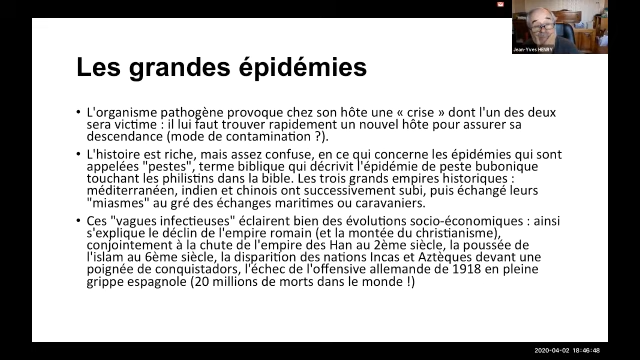 Jean-Yves HENRY
Les grandes épidémies
• L'organisme pathogène provoque chez son hôte une « crise » dont l'un des deux
sera victime : il lui faut trouver rapidement un nouvel hôte pour assurer sa
descendance (mode de contamination ?).
• L'histoire est riche, mais assez confuse, en ce qui concerne les épidémies qui sont
appelées "pestes", terme biblique qui décrivit l'épidémie de peste bubonique
touchant les philistins dans la bible. Les trois grands empires historiques :
méditerranéen, indien et chinois ont successivement subi, puis échangé leurs
"miasmes" au gré des échanges maritimes ou caravaniers.
• Ces "vagues infectieuses" éclairent bien des évolutions socio-économiques : ainsi
s'explique le déclin de l'empire romain (et la montée du christianisme),
conjointement à la chute de l'empire des Han au 2ème siècle, la poussée de
l'islam au 6ème siècle, la disparition des nations Incas et Aztèques devant une
poignée de conquistadors, l'échec de l'offensive allemande de 1918 en pleine
grippe espagnole (20 millions de morts dans le monde !)
2020-04-02 18:46:48